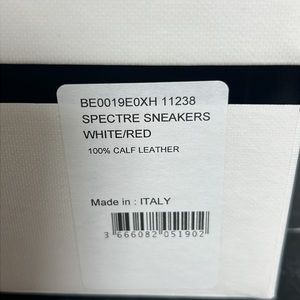 BE0019E0XH 11238
SPECTRE SNEAKERS
WHITE/RED
100% CALF LEATHER
Made in : ITALY
3 666082 051902